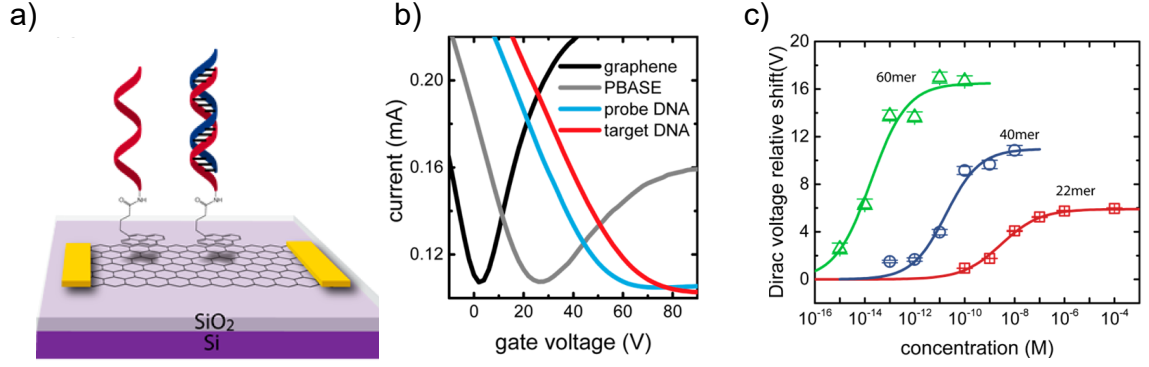 a)
NH
NH
O
O
SiO2
Si
b)
current (mA)
0.20
0.16
0.12
graphene
PBASE
probe DNA
target DNA
0
20
40
60
80
gate voltage (V)
c)
Dirac voltage relative shift(V)
20
16
12
8
4
0
60mer
40mer
22mer
10-16
10-14
10-12
10-10
10-8
10-6
10-4
concentration (M)